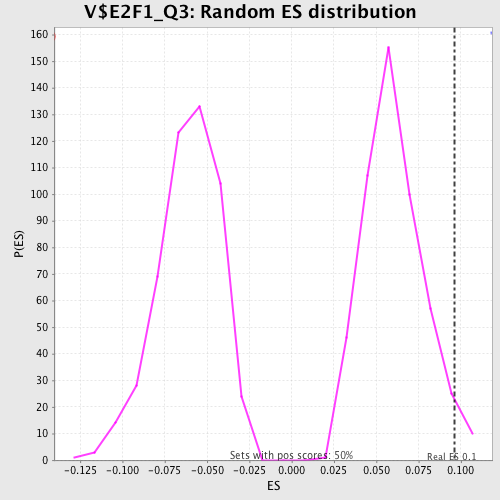 V$E2F1_Q3: Random ES distribution
P(ES)
160
150
140
130
120
110
100
90
80
70
60
50
40
30
20
10
0
Sets with pos scores: 50%
Real ES 0.1
-0.125 -0.100 -0.075 -0.050 -0.025 0.000 0.025 0.050 0.075 0.100
ES